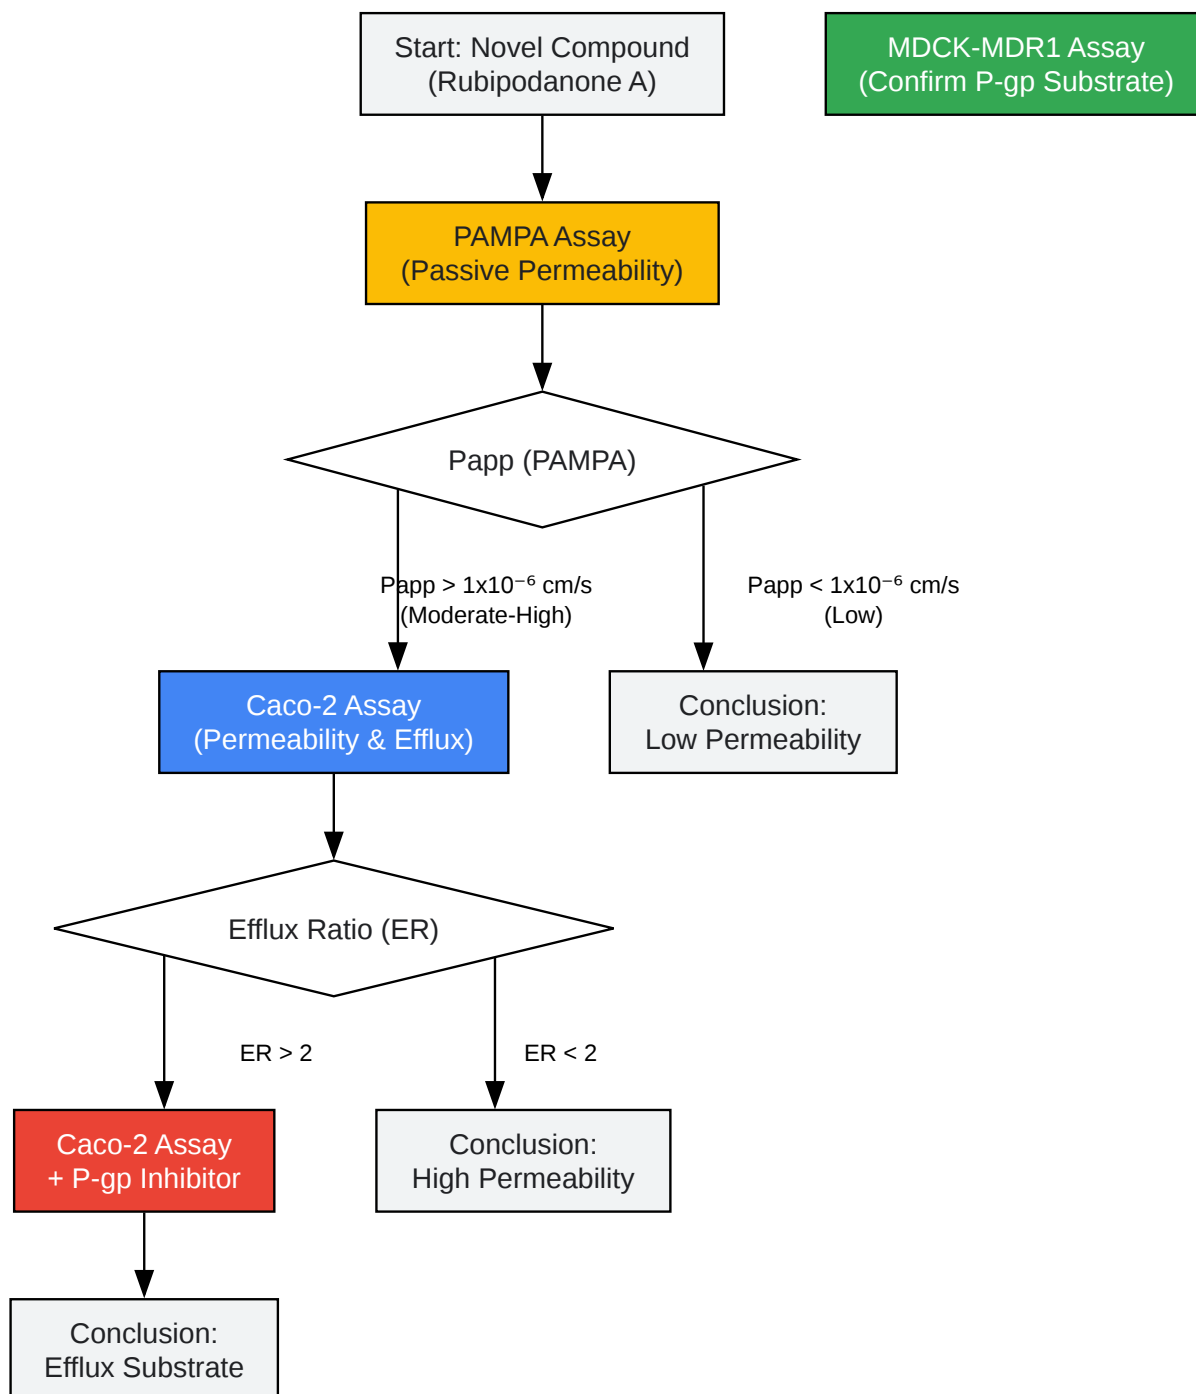 Start: Novel Compound
(Rubipodanone A)
MDCK-MDR1 Assay
(Confirm P-gp Substrate)
PAMPA Assay
(Passive Permeability)
Papp (PAMPA)
Papp > 1x10⁻⁶ cm/s
(Moderate-High)
Papp < 1x10⁻⁶ cm/s
(Low)
Caco-2 Assay
(Permeability & Efflux)
Conclusion:
Low Permeability
Efflux Ratio (ER)
ER > 2
ER < 2
Caco-2 Assay
+ P-gp Inhibitor
Conclusion:
High Permeability
Conclusion:
Efflux Substrate